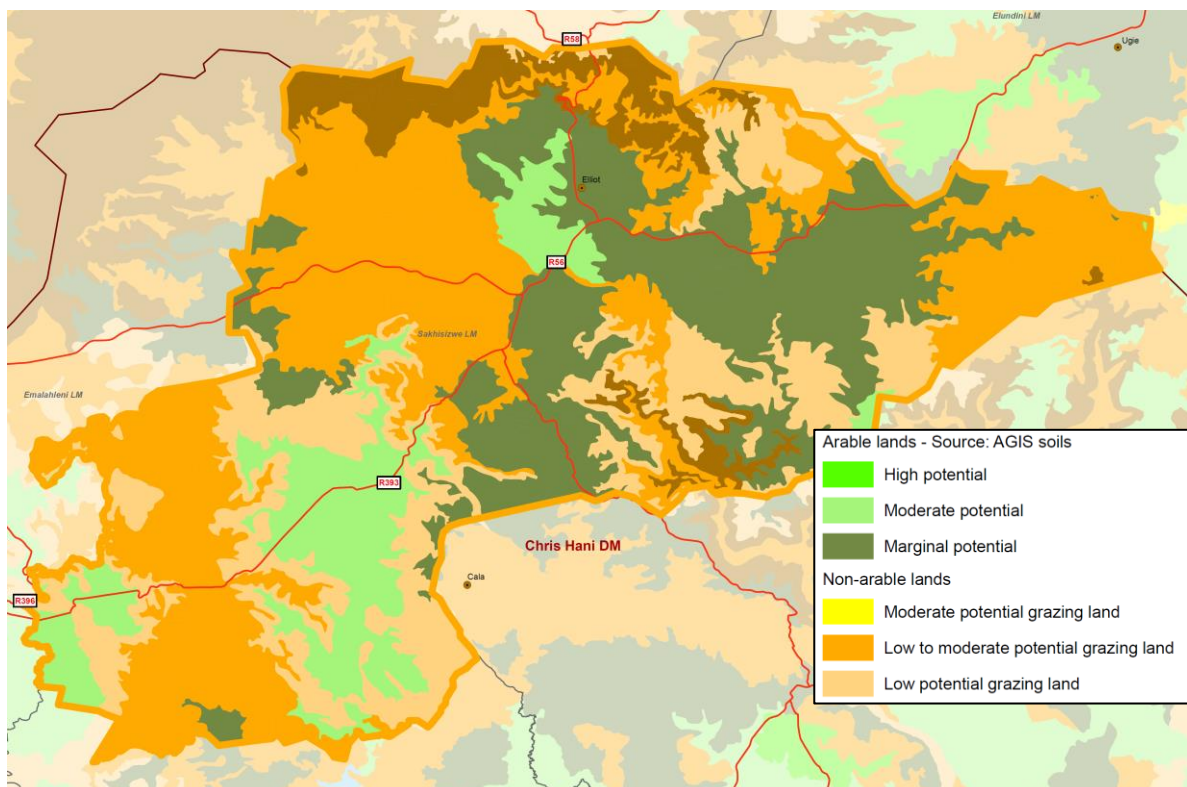 R58
Elundini LM
Ugie
Elliot
R56
Sakhisizwe LM
Emalahleni LM
R393
Chris Hani DM
Cala
R396
Arable lands - Source: AGIS soils
High potential
Moderate potential
Marginal potential
Non-arable lands
Moderate potential grazing land
Low to moderate potential grazing land
Low potential grazing land